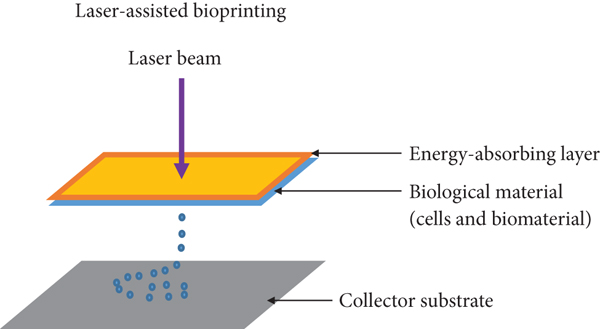 Laser-assisted bioprinting
Laser beam
Energy-absorbing layer
Biological material
(cells and biomaterial)
Collector substrate